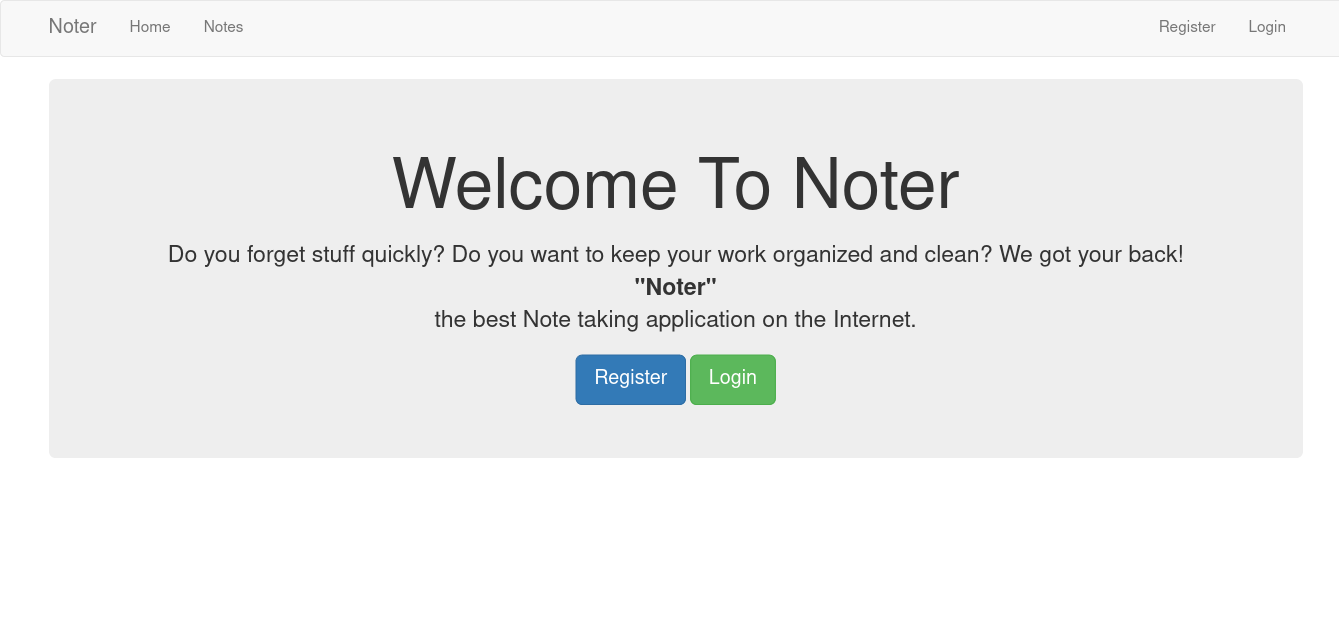 Noter Home Notes Register Login
Welcome To Noter
Do you forget stuff quickly? Do you want to keep your work organized and clean? We got your back!
"Noter"
the best Note taking application on the Internet.
Register Login